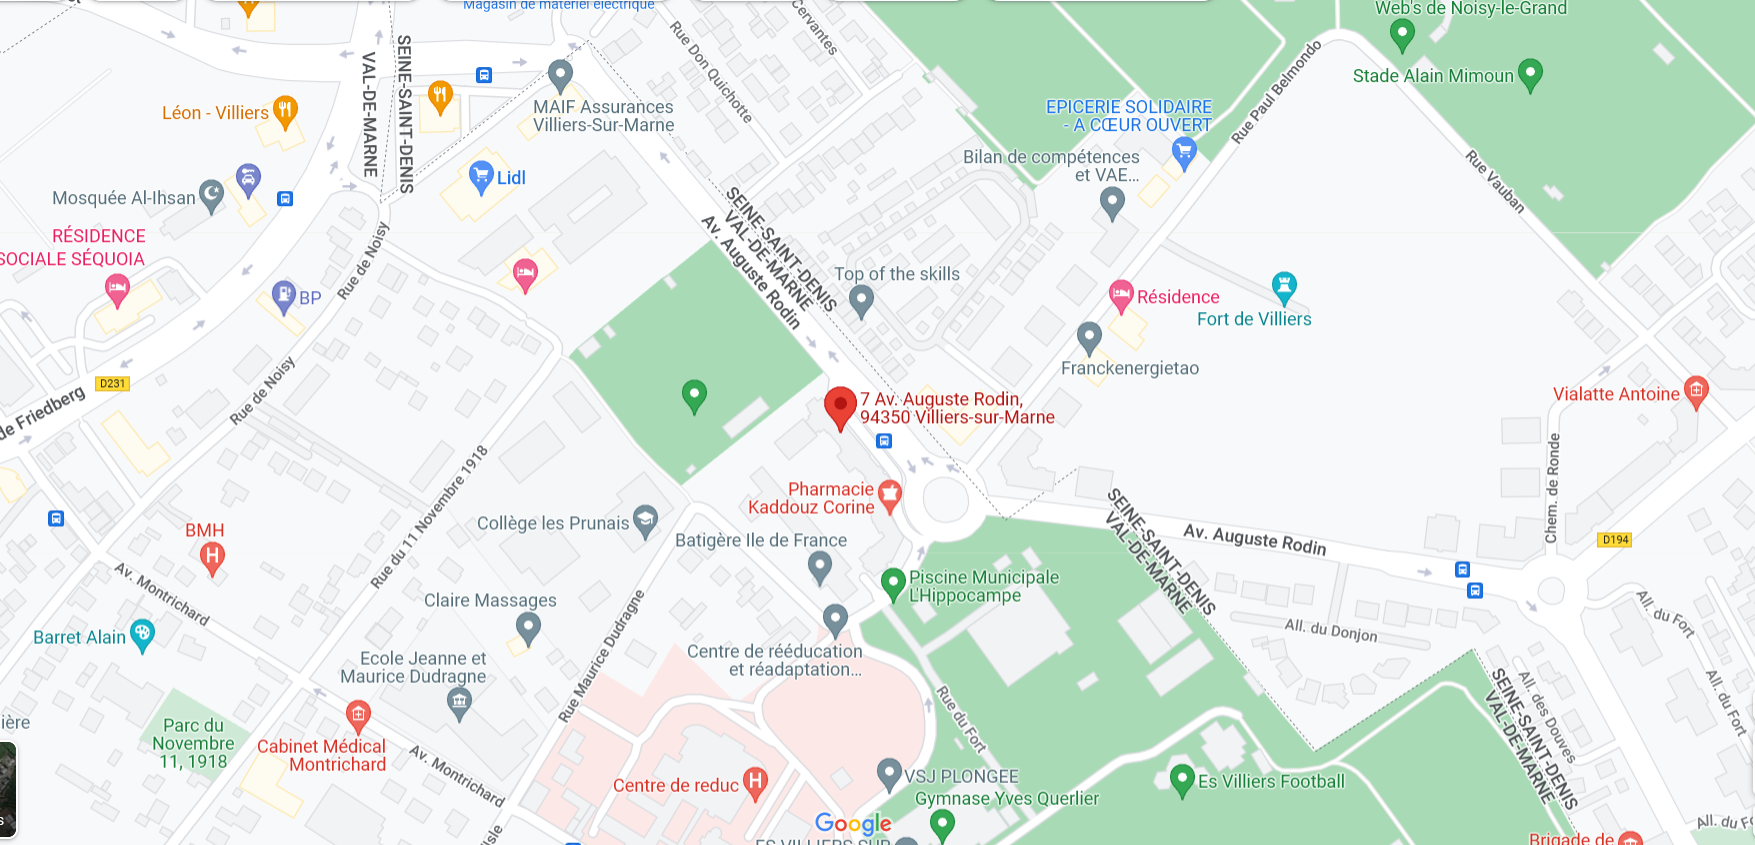 Magasin de matériel électrique
Cervantes
Web's de Noisy-le-Grand
Rue Don Quichotte
SEINE-SAINT-DENIS
VAL-DE-MARNE
Stade Alain Mimoun
Rue Paul Belmondo
Léon - Villiers
MAIF Assurances
Villiers-Sur-Marne
EPICERIE SOLIDAIRE
- A CŒUR OUVERT
Bilan de compétences
et VAE...
Rue Vauban
Lidl
Mosquée Al-Ihsan
SEINE-SAINT-DENIS
VAL-DE-MARNE
Av. Auguste Rodin
RÉSIDENCE
SOCIALE SÉQUOIA
Rue de Noisy
BP
Top of the skills
Résidence
Fort de Villiers
Franckenergietao
D231
de Friedberg
Rue de Noisy
7 Av. Auguste Rodin,
94350 Villiers-sur-Marne
Vialatte Antoine
Chem. de Ronde
Rue du 11 Novembre 1918
Pharmacie
Kaddouz Corine
Collège les Prunais
Batigère Ile de France
SEINE-SAINT-DENIS
VAL-DE-MARNE
Av. Auguste Rodin
D194
BMH
Av. Montrichard
Piscine Municipale
L'Hippocampe
Claire Massages
Barret Alain
Rue Maurice Dudragne
All. du Donjon
All. du Fort
Ecole Jeanne et
Maurice Dudragne
Centre de rééducation
et réadaptation...
Rue du Fort
SEINE-SAINT-DENIS
VAL-DE-MARNE
All. des Douves
All. du Fort
ière
Parc du
Novembre
11, 1918
Cabinet Médical
Montrichard
Av. Montrichard
Centre de reduc
VSJ PLONGEE
Gymnase Yves Querlier
Es Villiers Football
Google
ES VILLIERS SUR
All. du Fo
Brigade de
isle
s